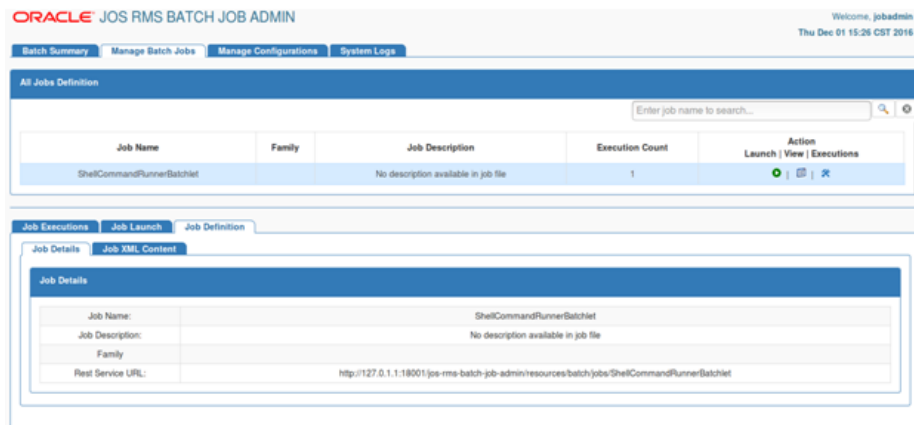 ORACLE JOS RMS BATCH JOB ADMIN
Welcome, jobadmin
Thu Dec 01 15:26 CST 2016
Batch Summary Manage Batch Jobs Manage Configurations System Logs
All Jobs Definition
Enter job name to search...
Job Name Family Job Description Execution Count Action
Launch | View | Executions
ShellCommandRunnerBatchlet No description available in job file 1 | |
Job Executions Job Launch Job Definition
Job Details Job XML Content
Job Details
Job Name: ShellCommandRunnerBatchlet
Job Description: No description available in job file
Family
Rest Service URL: http://127.0.1.1:18001/jos-rms-batch-job-admin/resources/batch/jobs/ShellCommandRunnerBatchlet